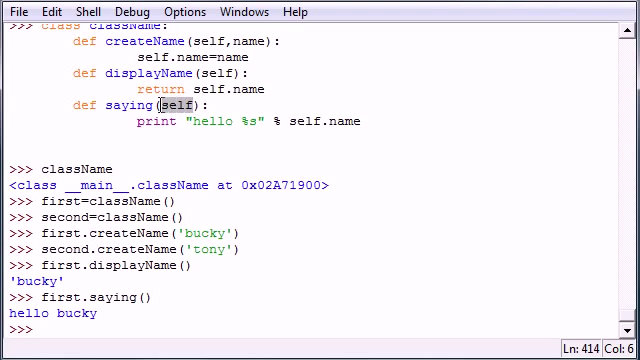 File Edit Shell Debug Options Windows Help
>>> class className:
def createName(self,name):
self.name=name
def displayName(self):
return self.name
def saying(self):
print "hello %s" % self.name
>>> className
<class __main__.className at 0x02A71900>
>>> first=className()
>>> second=className()
>>> first.createName('bucky')
>>> second.createName('tony')
>>> first.displayName()
'bucky'
>>> first.saying()
hello bucky
>>>
Ln: 414 Col: 6